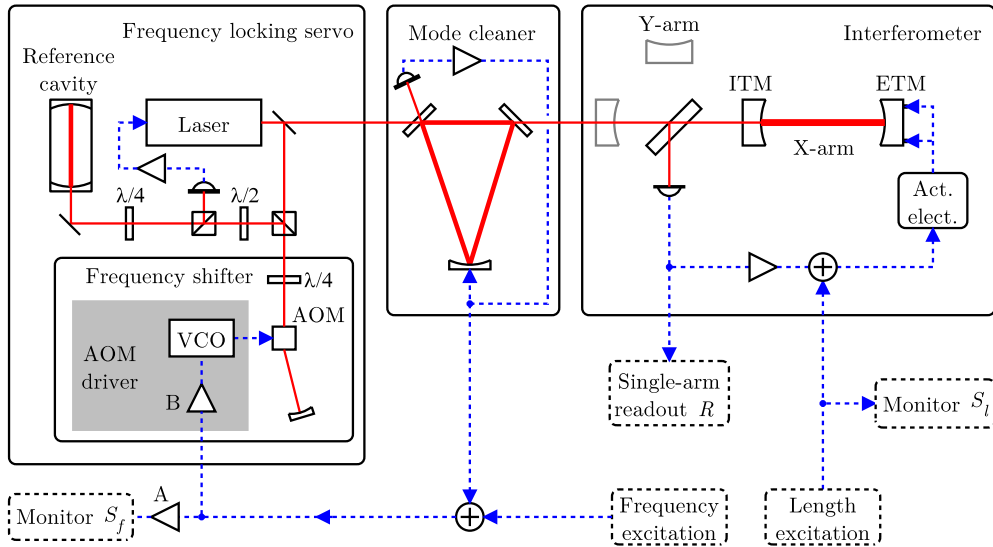 Frequency locking servo
Reference
cavity
Laser
λ/4
λ/2
Frequency shifter
λ/4
AOM
VCO
AOM
driver
B
Mode cleaner
Y-arm
Interferometer
ITM
ETM
X-arm
Act.
elect.
Single-arm
readout R
Monitor S_l
Monitor S_f
A
Frequency
excitation
Length
excitation